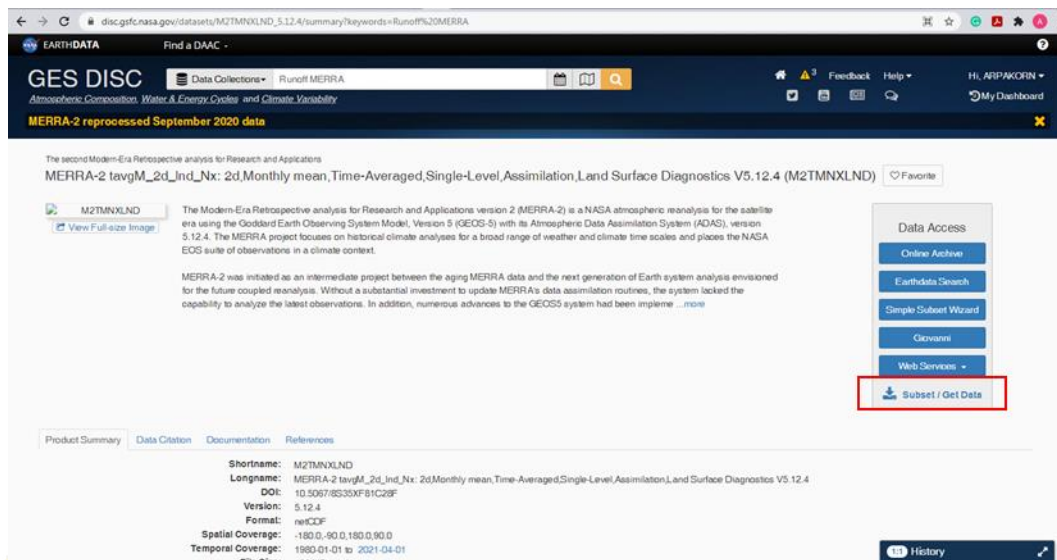 disc.gsfc.nasa.gov/datasets/M2TMNXLND_5.12.4/summary?keywords=Runoff%20MERRA
EARTHDATA Find a DAAC -
GES DISC Data Collections Runoff MERRA 3 Feedback Help Hi, ARPAKORN
Atmospheric Composition, Water & Energy Cycles and Climate Variability My Dashboard
MERRA-2 reprocessed September 2020 data
The second Modern-Era Retrospective analysis for Research and Applications
MERRA-2 tavgM_2d_lnd_Nx: 2d,Monthly mean,Time-Averaged,Single-Level,Assimilation,Land Surface Diagnostics V5.12.4 (M2TMNXLND) Favorite
M2TMNXLND
View Full-size Image
The Modern-Era Retrospective analysis for Research and Applications version 2 (MERRA-2) is a NASA atmospheric reanalysis for the satellite
era using the Goddard Earth Observing System Model, Version 5 (GEOS-5) with its Atmospheric Data Assimilation System (ADAS), version
5.12.4. The MERRA project focuses on historical climate analyses for a broad range of weather and climate time scales and places the NASA
EOS suite of observations in a climate context.
MERRA-2 was initiated as an intermediate project between the aging MERRA data and the next generation of Earth system analysis envisioned
for the future coupled reanalysis. Without a substantial investment to update MERRA's data assimilation routines, the system lacked the
capability to analyze the latest observations. In addition, numerous advances to the GEOS5 system had been impleme ...more
Data Access
Online Archive
Earthdata Search
Simple Subset Wizard
Giovanni
Web Services
Subset / Get Data
Product Summary Data Citation Documentation References
Shortname: M2TMNXLND
Longname: MERRA-2 tavgM_2d_lnd_Nx: 2d,Monthly mean,Time-Averaged,Single-Level,Assimilation,Land Surface Diagnostics V5.12.4
DOI: 10.5067/8S35XF81C28F
Version: 5.12.4
Format: netCDF
Spatial Coverage: -180.0,-90.0,180.0,90.0
Temporal Coverage: 1980-01-01 to 2021-04-01
1:1 History